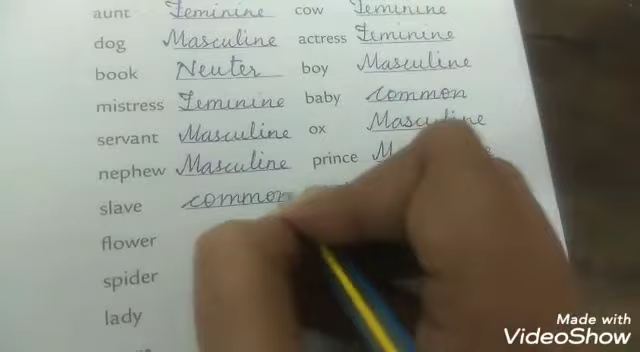 aunt Feminine cow Feminine
dog Masculine actress Feminine
book Neuter boy Masculine
mistress Feminine baby common
servant Masculine ox Masculine
nephew Masculine prince
slave common
flower
spider
lady
Made with
VideoShow